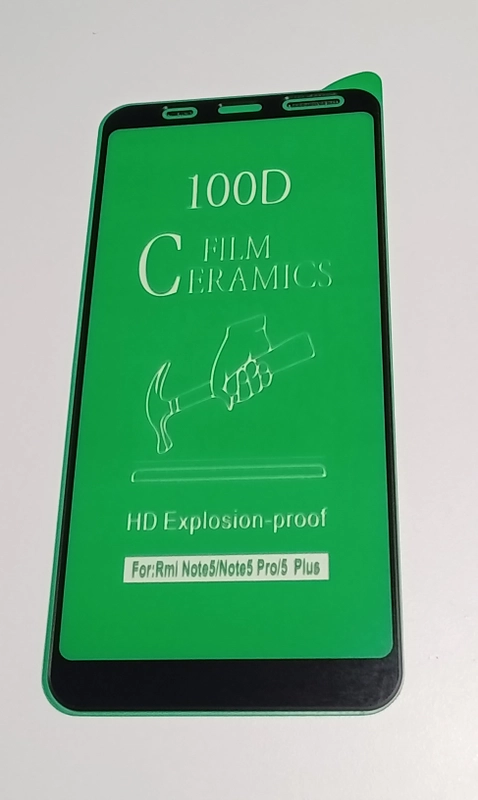 100D
FILM
CERAMICS
HD Explosion-proof
For:Rmi Note5/Note5 Pro/5 Plus